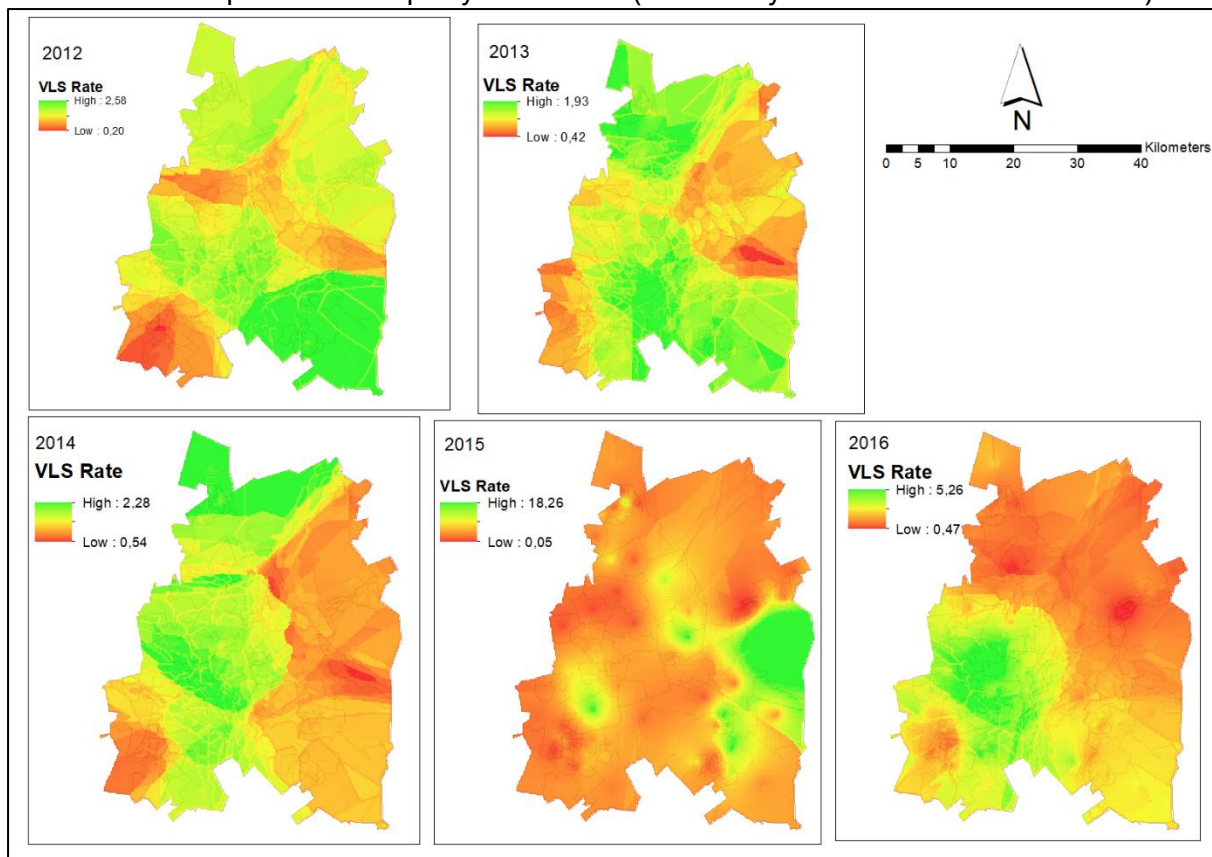 2012
VLS Rate
High : 2,58
Low : 0,20
2013
VLS Rate
High : 1,93
Low : 0,42
N
0 5 10 20 30 40 Kilometers
2014
VLS Rate
High : 2,28
Low : 0,54
2015
VLS Rate
High : 18,26
Low : 0,05
2016
VLS Rate
High : 5,26
Low : 0,47